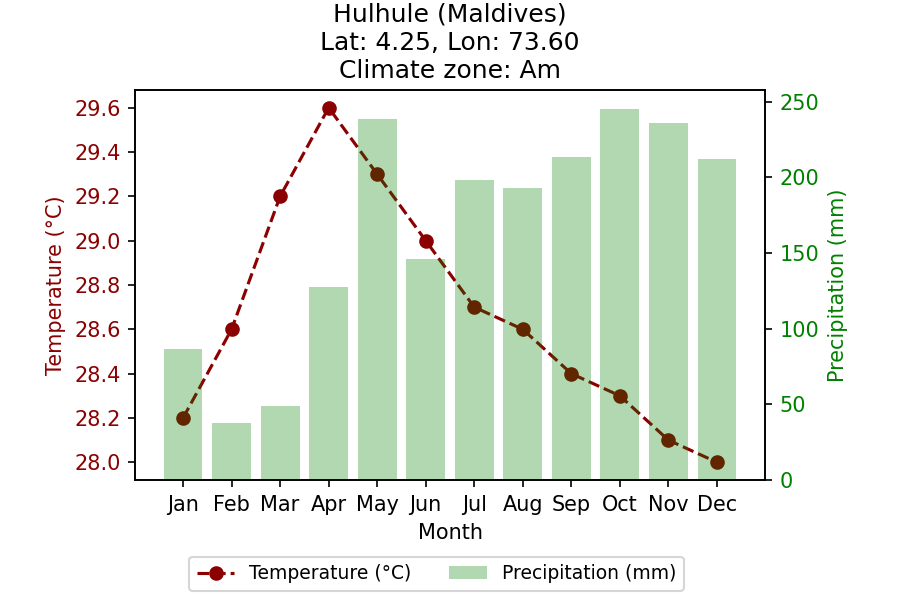 Hulhule (Maldives)
Lat: 4.25, Lon: 73.60
Climate zone: Am
29.6
29.4
29.2
29.0
28.8
28.6
28.4
28.2
28.0
Temperature (°C)
250
200
150
100
50
0
Precipitation (mm)
Jan Feb Mar Apr May Jun Jul Aug Sep Oct Nov Dec
Month
Temperature (°C) Precipitation (mm)